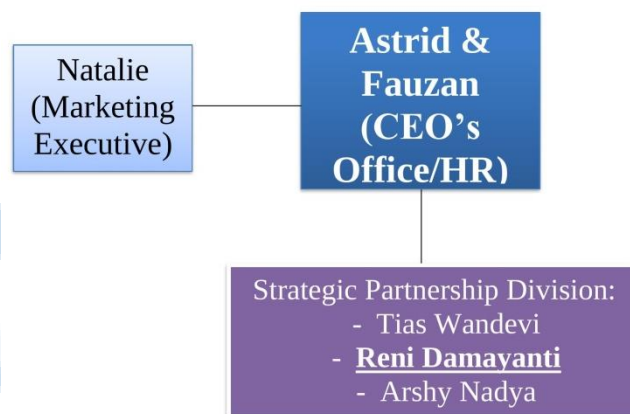 Natalie
(Marketing
Executive)
Astrid &
Fauzan
(CEO’s
Office/HR)
Strategic Partnership Division:
- Tias Wandevi
- Reni Damayanti
- Arshy Nadya